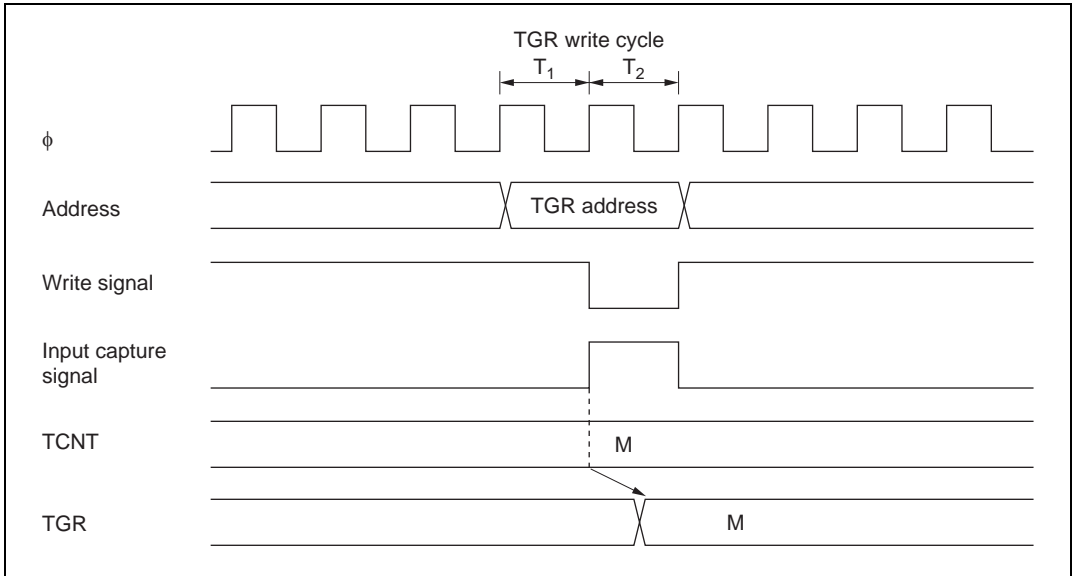 TGR write cycle
T₁ T₂
ϕ
Address
TGR address
Write signal
Input capture
signal
TCNT
M
TGR
M